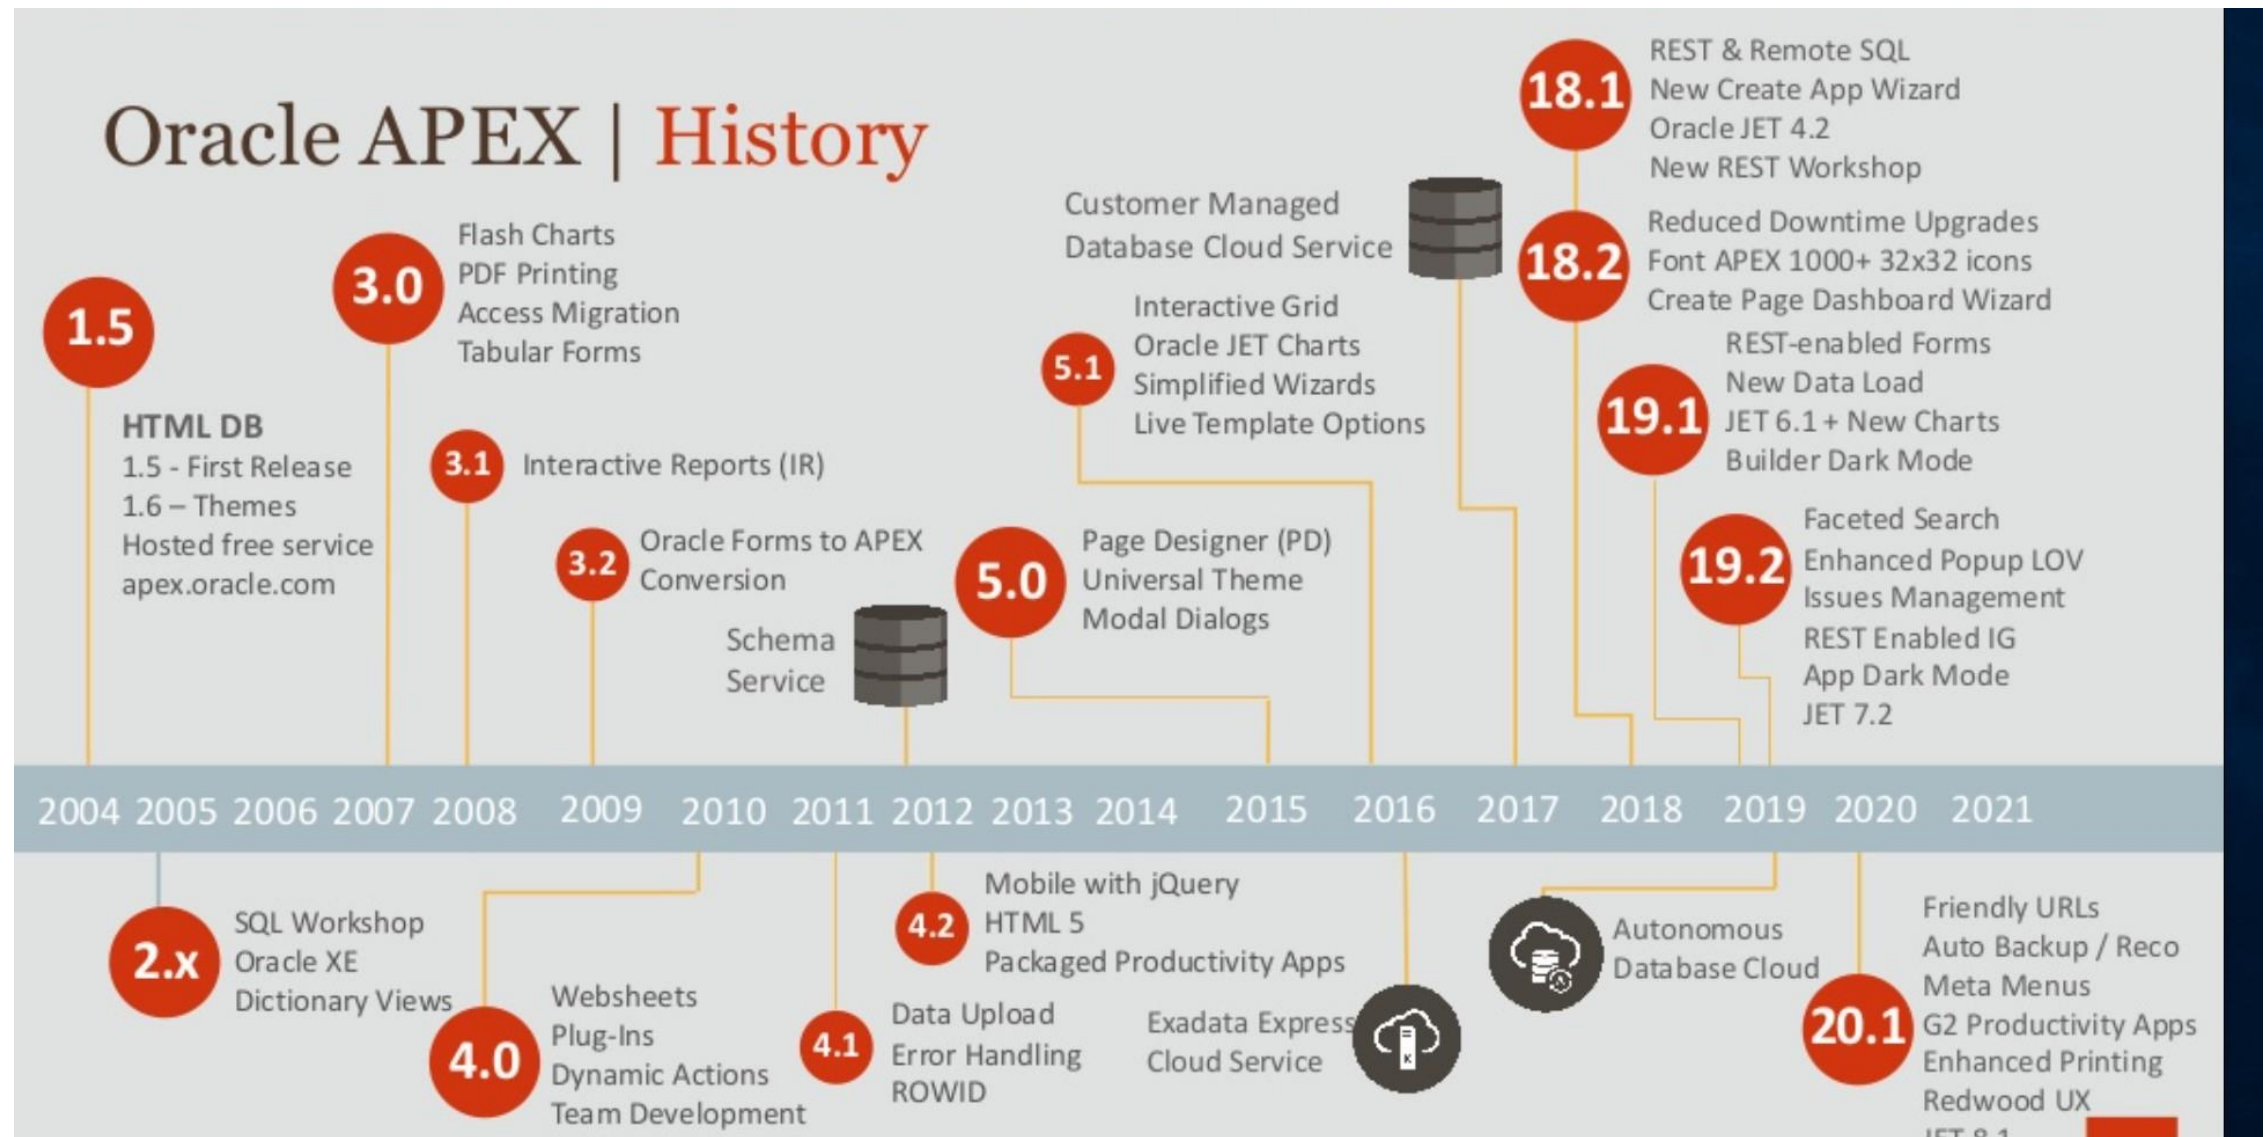 Oracle APEX | History
1.5
HTML DB
1.5 - First Release
1.6 – Themes
Hosted free service
apex.oracle.com
3.0
Flash Charts
PDF Printing
Access Migration
Tabular Forms
3.1
Interactive Reports (IR)
3.2
Oracle Forms to APEX
Conversion
Schema
Service
5.0
Page Designer (PD)
Universal Theme
Modal Dialogs
5.1
Interactive Grid
Oracle JET Charts
Simplified Wizards
Live Template Options
Customer Managed
Database Cloud Service
18.1
REST & Remote SQL
New Create App Wizard
Oracle JET 4.2
New REST Workshop
18.2
Reduced Downtime Upgrades
Font APEX 1000+ 32x32 icons
Create Page Dashboard Wizard
19.1
REST-enabled Forms
New Data Load
JET 6.1 + New Charts
Builder Dark Mode
19.2
Faceted Search
Enhanced Popup LOV
Issues Management
REST Enabled IG
App Dark Mode
JET 7.2
2004 2005 2006 2007 2008 2009 2010 2011 2012 2013 2014 2015 2016 2017 2018 2019 2020 2021
2.x
SQL Workshop
Oracle XE
Dictionary Views
4.0
Websheets
Plug-Ins
Dynamic Actions
Team Development
4.1
Data Upload
Error Handling
ROWID
4.2
Mobile with jQuery
HTML 5
Packaged Productivity Apps
Exadata Express
Cloud Service
K
Autonomous
Database Cloud
20.1
Friendly URLs
Auto Backup / Reco
Meta Menus
G2 Productivity Apps
Enhanced Printing
Redwood UX
JET 8.1